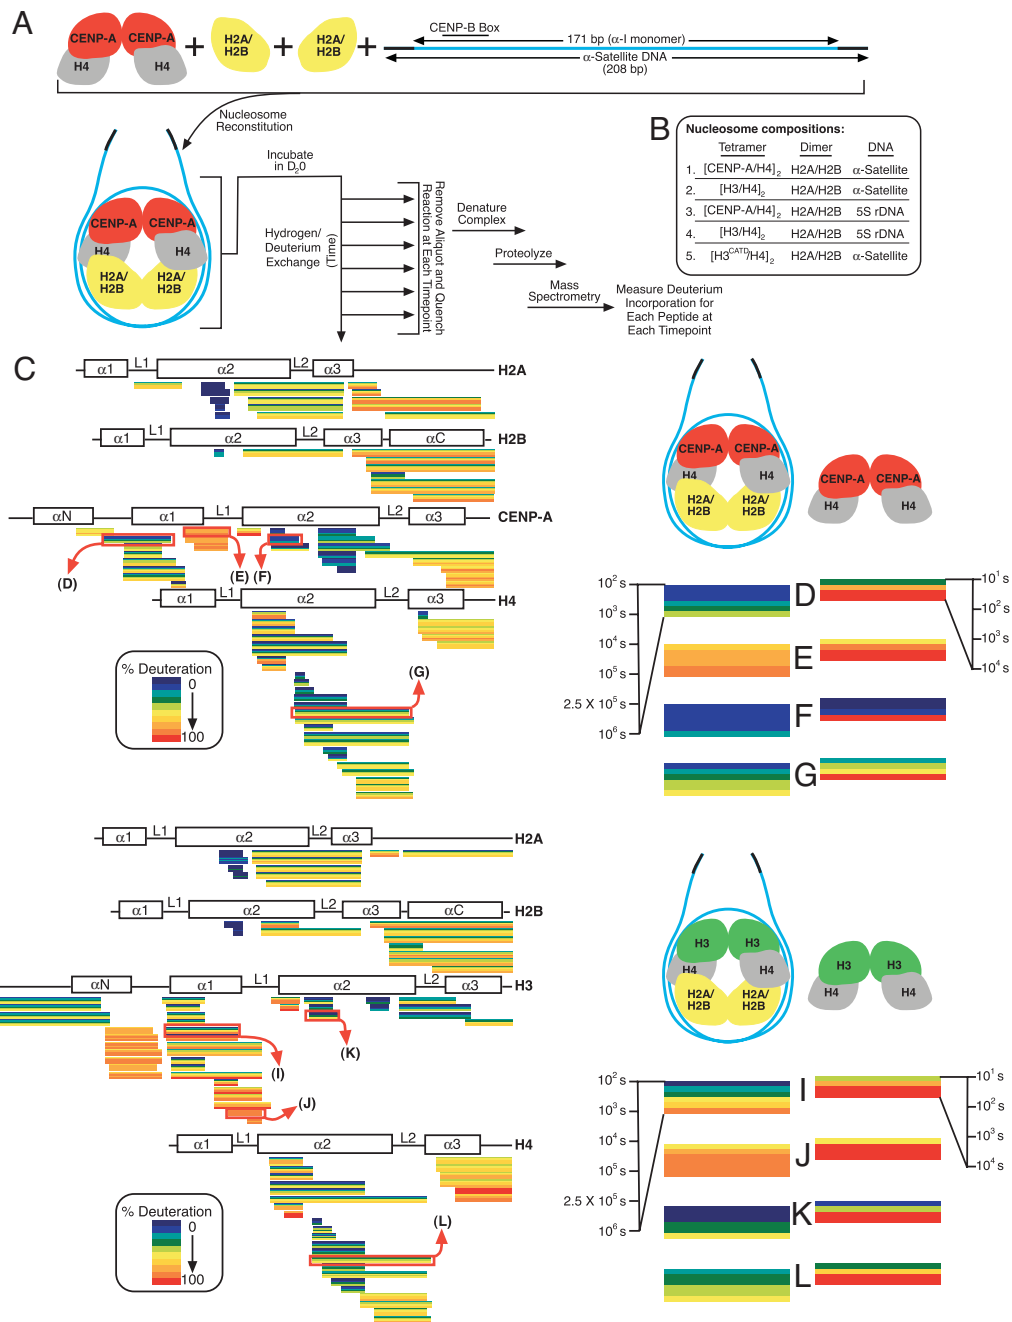 A
CENP-A
CENP-A
H4
H4
+
H2A/
H2B
+
H2A/
H2B
+
CENP-B Box
171 bp (α-I monomer)
α-Satellite DNA
(208 bp)
Nucleosome
Reconstitution
CENP-A
CENP-A
H4
H4
H2A/
H2B
H2A/
H2B
Incubate
in D20
Hydrogen/
Deuterium
Exchange
(Time)
Remove Aliquot and Quench
Reaction at Each Timepoint
Denature
Complex
Proteolyze
Mass
Spectrometry
Measure Deuterium
Incorporation for
Each Peptide at
Each Timepoint
B
Nucleosome compositions:
Tetramer Dimer DNA
1. [CENP-A/H4]2 H2A/H2B α-Satellite
2. [H3/H4]2 H2A/H2B α-Satellite
3. [CENP-A/H4]2 H2A/H2B 5S rDNA
4. [H3/H4]2 H2A/H2B 5S rDNA
5. [H3CATD/H4]2 H2A/H2B α-Satellite
C
α1 L1 α2 L2 α3 H2A
α1 L1 α2 L2 α3 αC H2B
αN α1 L1 α2 L2 α3 CENP-A
(D)
(E)
(F)
α1 L1 α2 L2 α3 H4
(G)
% Deuteration
0
100
CENP-A
CENP-A
H4
H4
H2A/
H2B
H2A/
H2B
CENP-A
CENP-A
H4
H4
10² s
10³ s
10⁴ s
10⁵ s
2.5 X 10⁵ s
10⁶ s
D
E
F
G
10¹ s
10² s
10³ s
10⁴ s
α1 L1 α2 L2 α3 H2A
α1 L1 α2 L2 α3 αC H2B
αN α1 L1 α2 L2 α3 H3
(K)
(I)
(J)
α1 L1 α2 L2 α3 H4
(L)
% Deuteration
0
100
H3
H3
H4
H4
H2A/
H2B
H2A/
H2B
H3
H3
H4
H4
10² s
10³ s
10⁴ s
10⁵ s
2.5 X 10⁵ s
10⁶ s
I
J
K
L
10¹ s
10² s
10³ s
10⁴ s